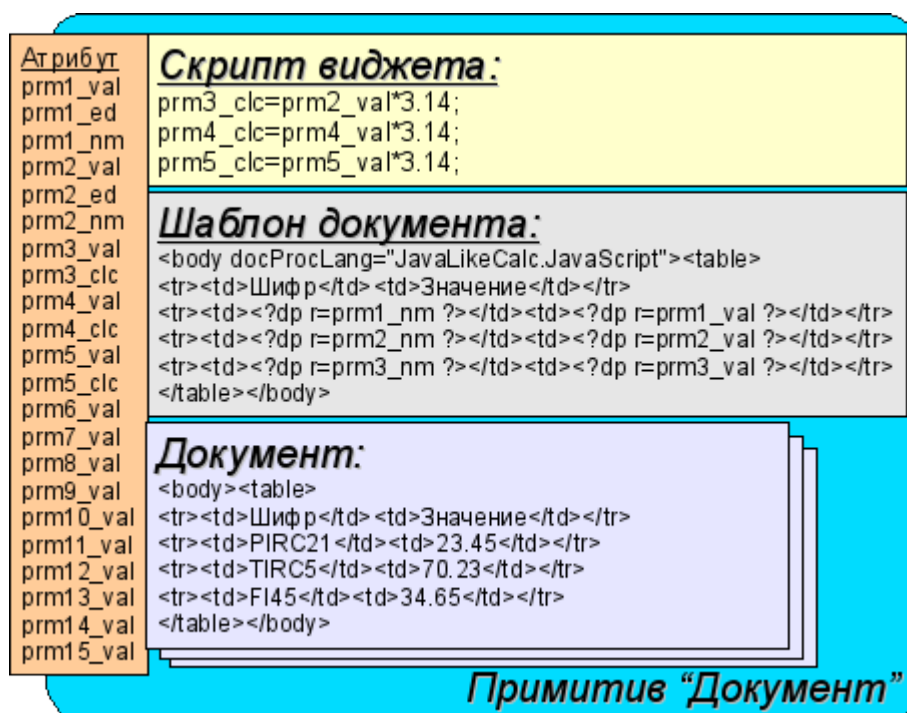 Атрибут
prm1_val
prm1_ed
prm1_nm
prm2_val
prm2_ed
prm2_nm
prm3_val
prm3_clc
prm4_val
prm4_clc
prm5_val
prm5_clc
prm6_val
prm7_val
prm8_val
prm9_val
prm10_val
prm11_val
prm12_val
prm13_val
prm14_val
prm15_val
Скрипт виджета:
prm3_clc=prm2_val*3.14;
prm4_clc=prm4_val*3.14;
prm5_clc=prm5_val*3.14;
Шаблон документа:
<body docProcLang="JavaLikeCalc.JavaScript"><table>
<tr><td>Шифр</td><td>Значение</td></tr>
<tr><td><?dp r=prm1_nm ?></td><td><?dp r=prm1_val ?></td></tr>
<tr><td><?dp r=prm2_nm ?></td><td><?dp r=prm2_val ?></td></tr>
<tr><td><?dp r=prm3_nm ?></td><td><?dp r=prm3_val ?></td></tr>
</table></body>
Документ:
<body><table>
<tr><td>Шифр</td><td>Значение</td></tr>
<tr><td>PIRC21</td><td>23.45</td></tr>
<tr><td>TIRC5</td><td>70.23</td></tr>
<tr><td>FI45</td><td>34.65</td></tr>
</table></body>
Примитив "Документ"